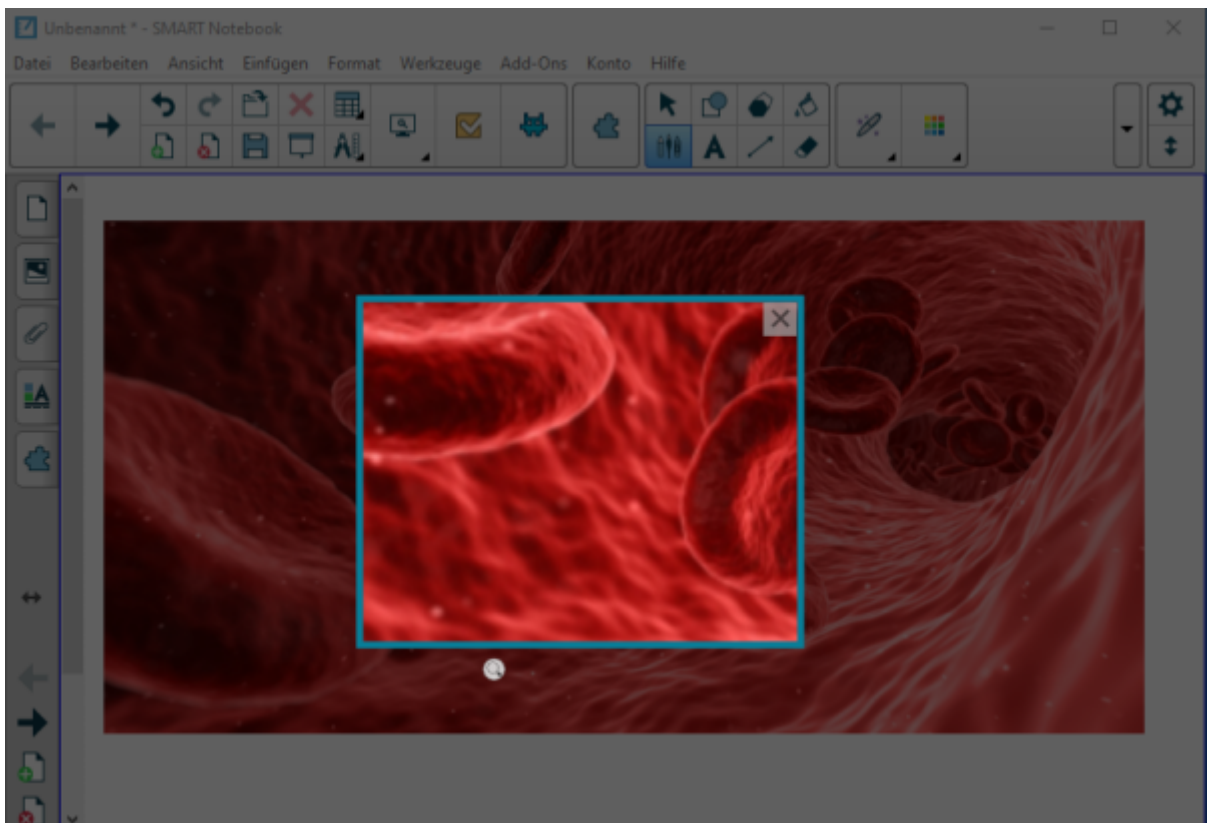 Unbenannt * - SMART Notebook
Datei Bearbeiten Ansicht Einfügen Format Werkzeuge Add-Ons Konto Hilfe